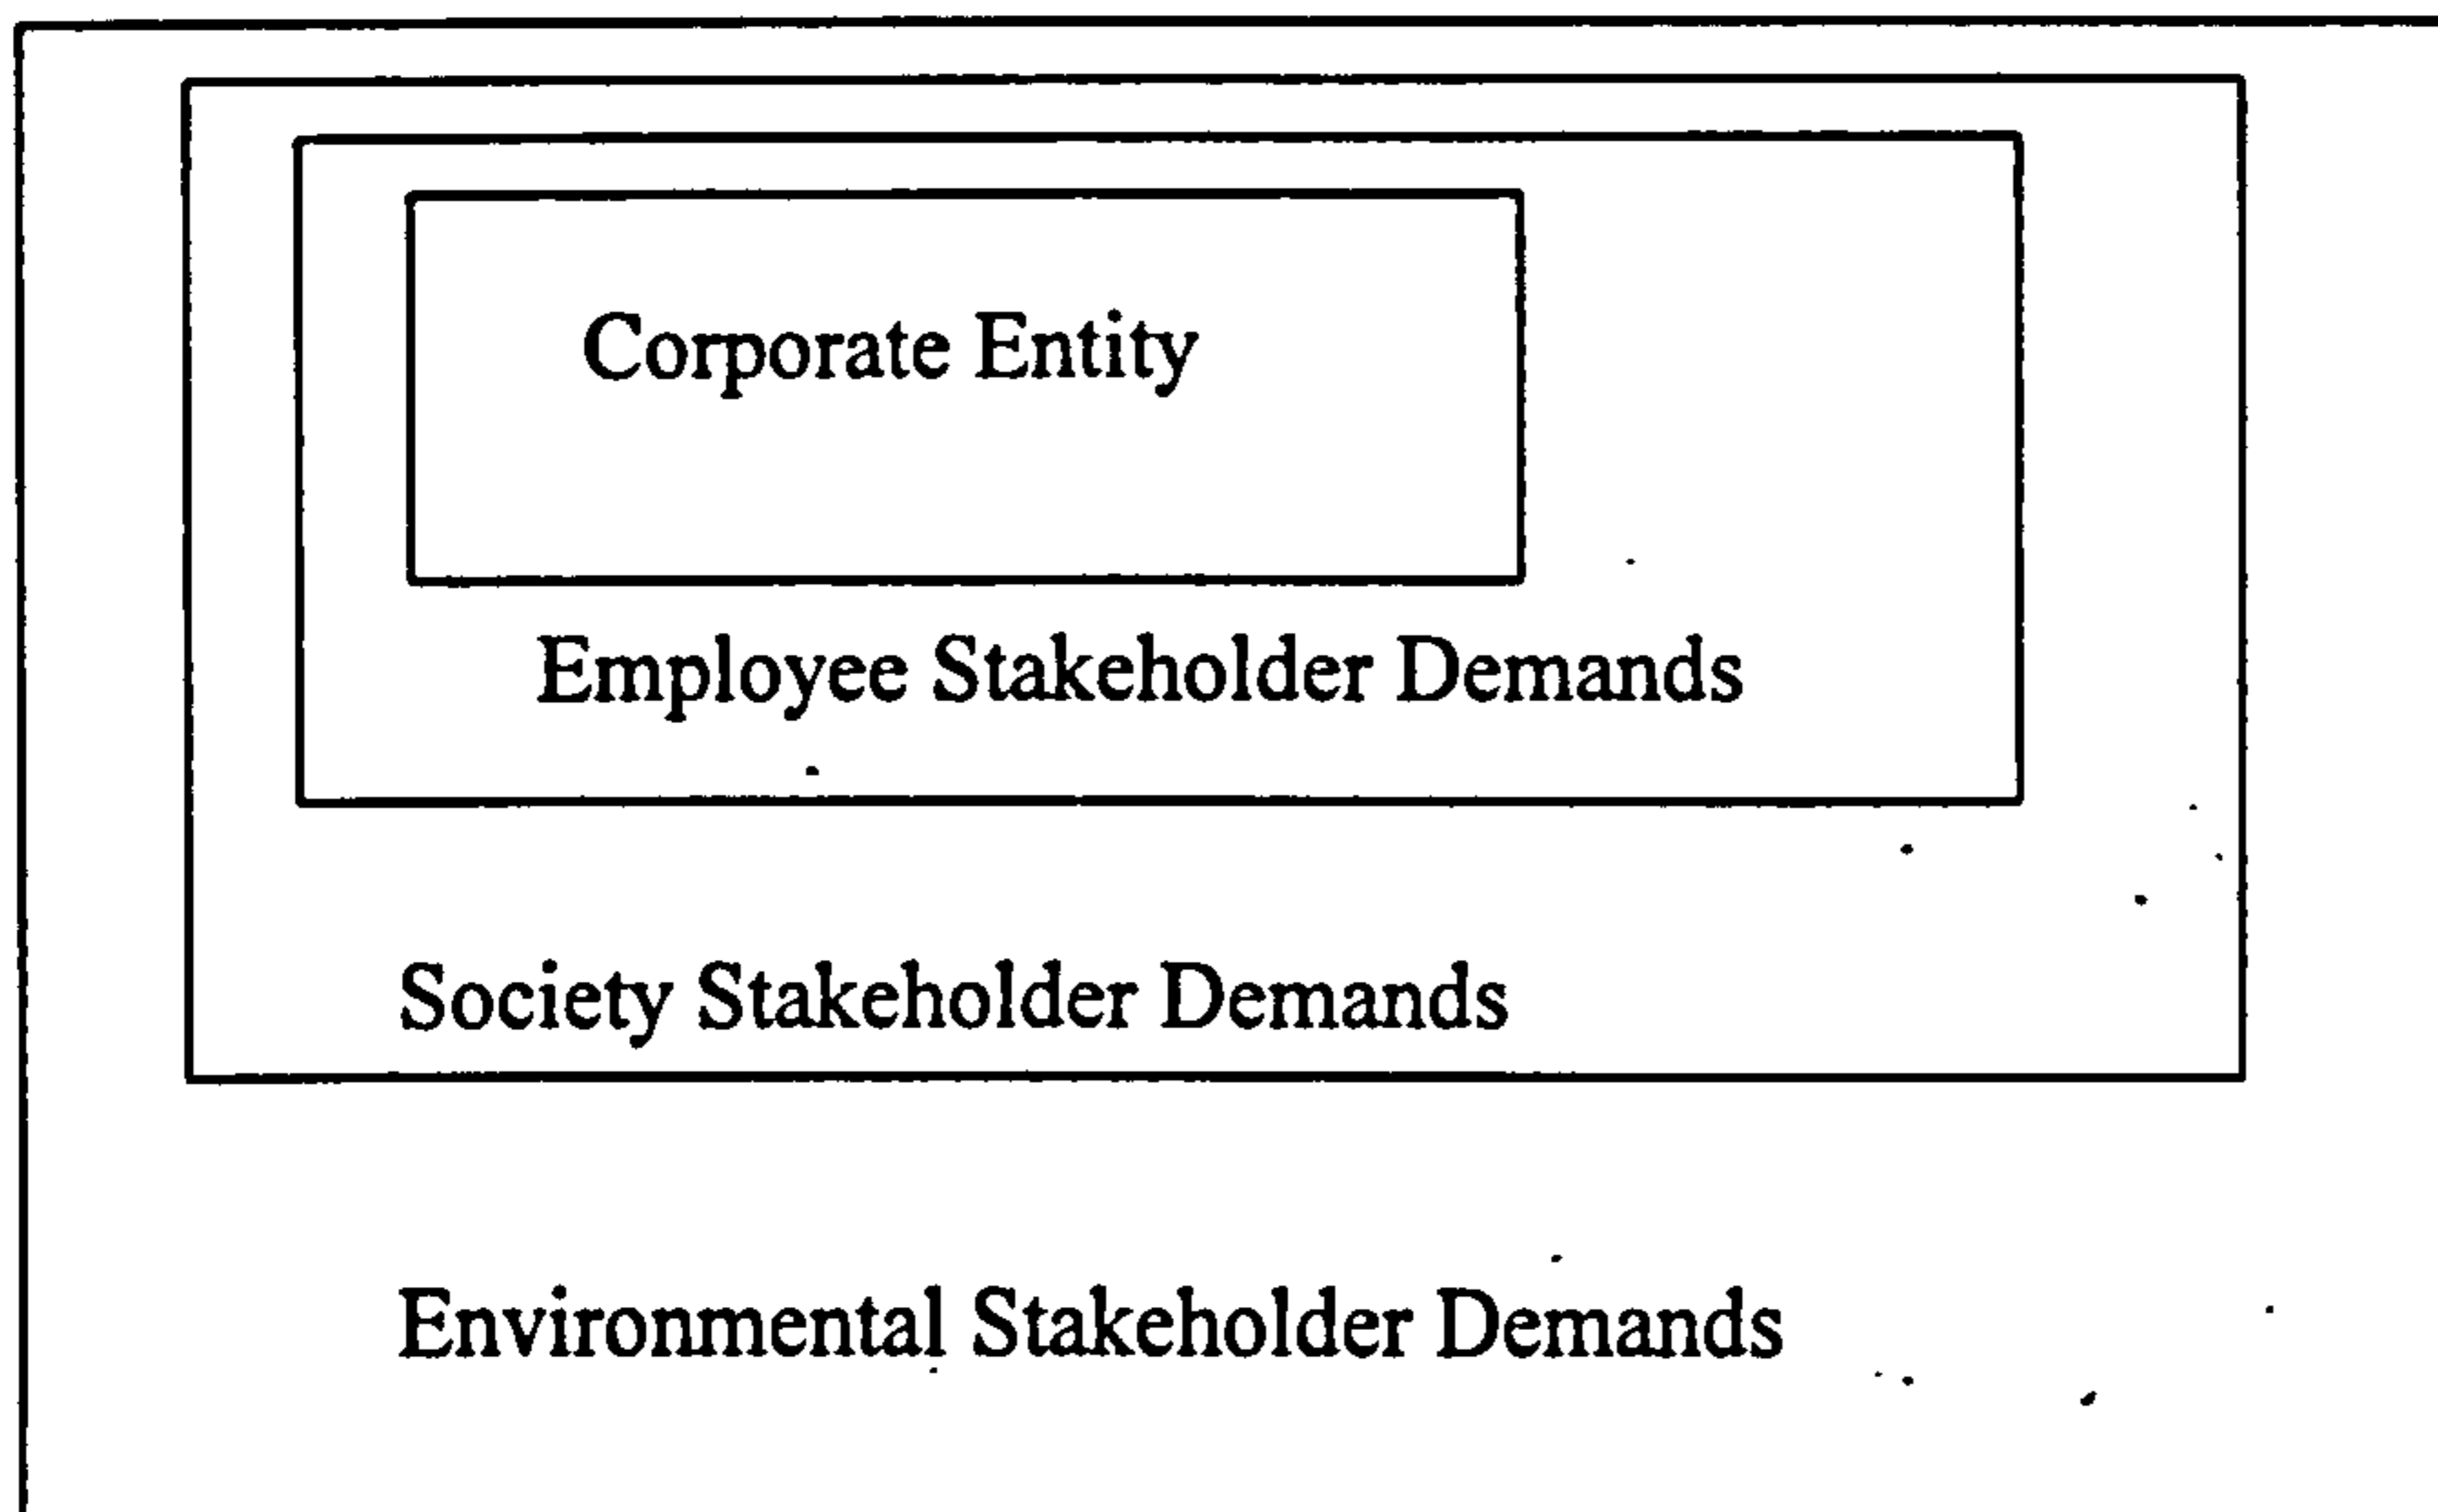 Corporate Entity
Employee Stakeholder Demands
Society Stakeholder Demands
Environmental Stakeholder Demands